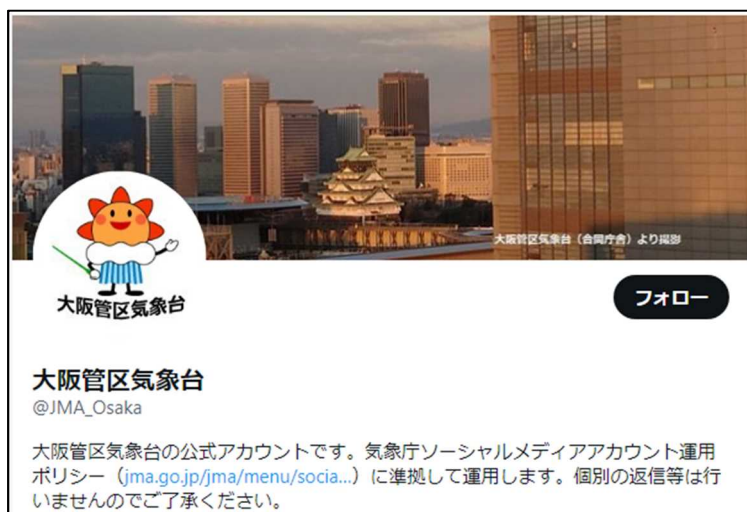 大阪管区気象台（合同庁舎）より撮影
大阪管区気象台
フォロー
大阪管区気象台
@JMA_Osaka
大阪管区気象台の公式アカウントです。気象庁ソーシャルメディアアカウント運用
ポリシー（jma.go.jp/jma/menu/socia...）に準拠して運用します。個別の返信等は行
いませんのでご了承ください。